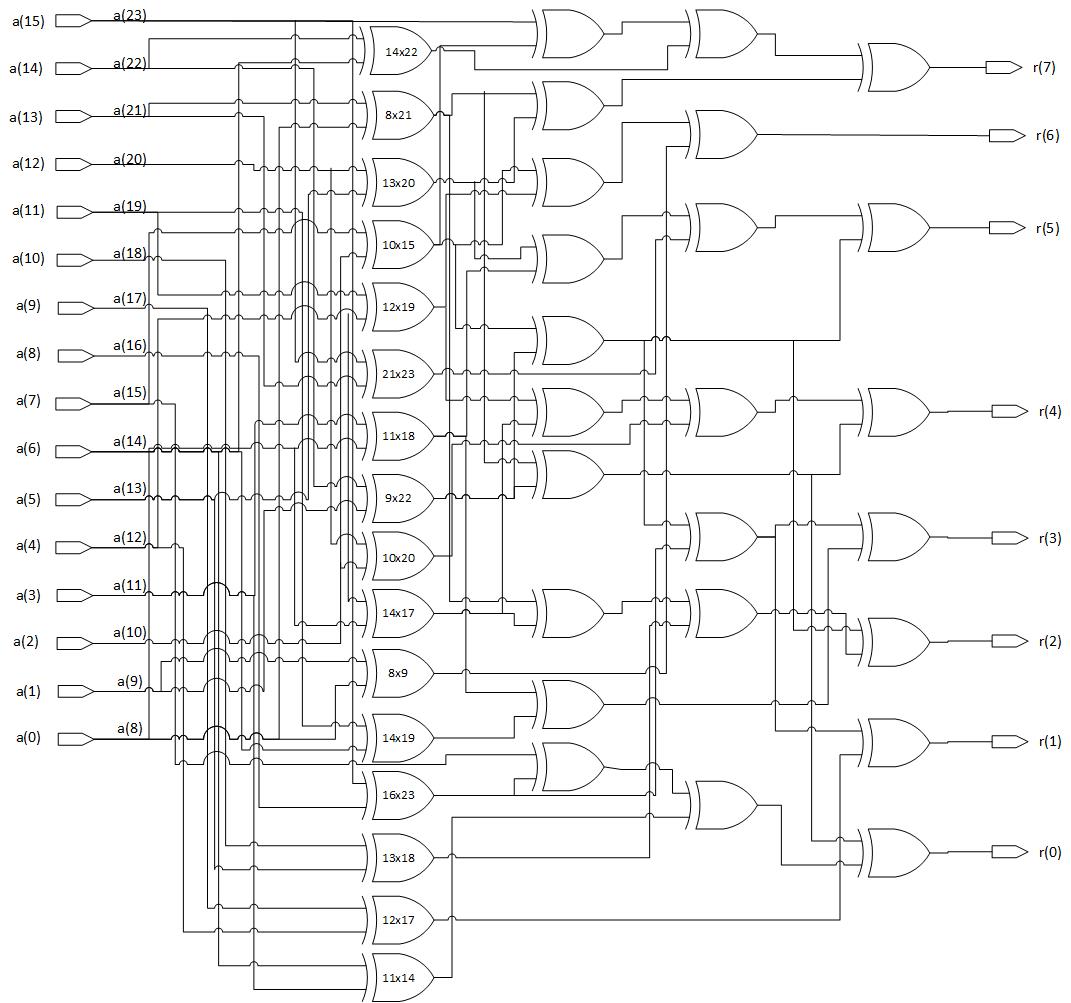 a(15) a(23)
a(14) a(22)
a(13) a(21)
a(12) a(20)
a(11) a(19)
a(10) a(18)
a(9) a(17)
a(8) a(16)
a(7) a(15)
a(6) a(14)
a(5) a(13)
a(4) a(12)
a(3) a(11)
a(2) a(10)
a(1) a(9)
a(0) a(8)
14x22
8x21
13x20
10x15
12x19
21x23
11x18
9x22
10x20
14x17
8x9
14x19
16x23
13x18
12x17
11x14
r(7)
r(6)
r(5)
r(4)
r(3)
r(2)
r(1)
r(0)